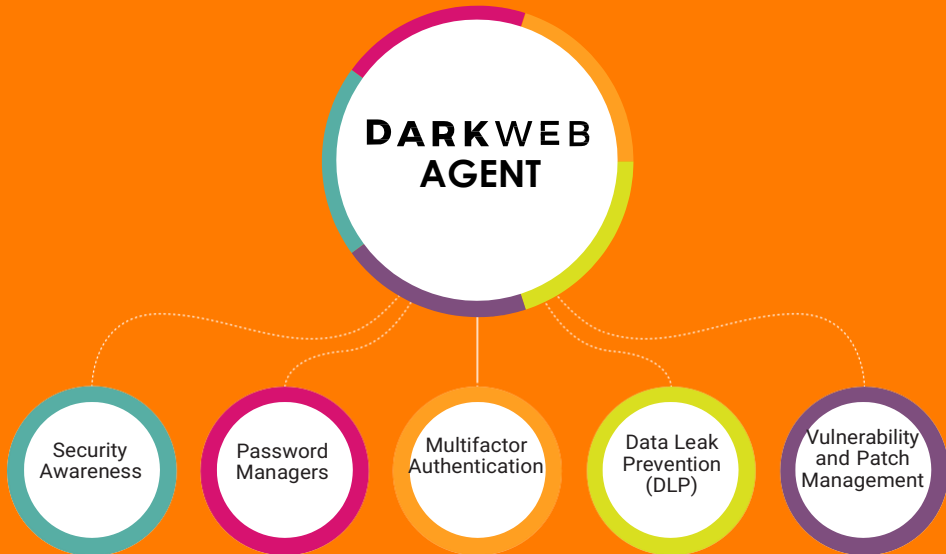 DARKWEB
AGENT
Security
Awareness
Password
Managers
Multifactor
Authentication
Data Leak
Prevention
(DLP)
Vulnerability
and Patch
Management